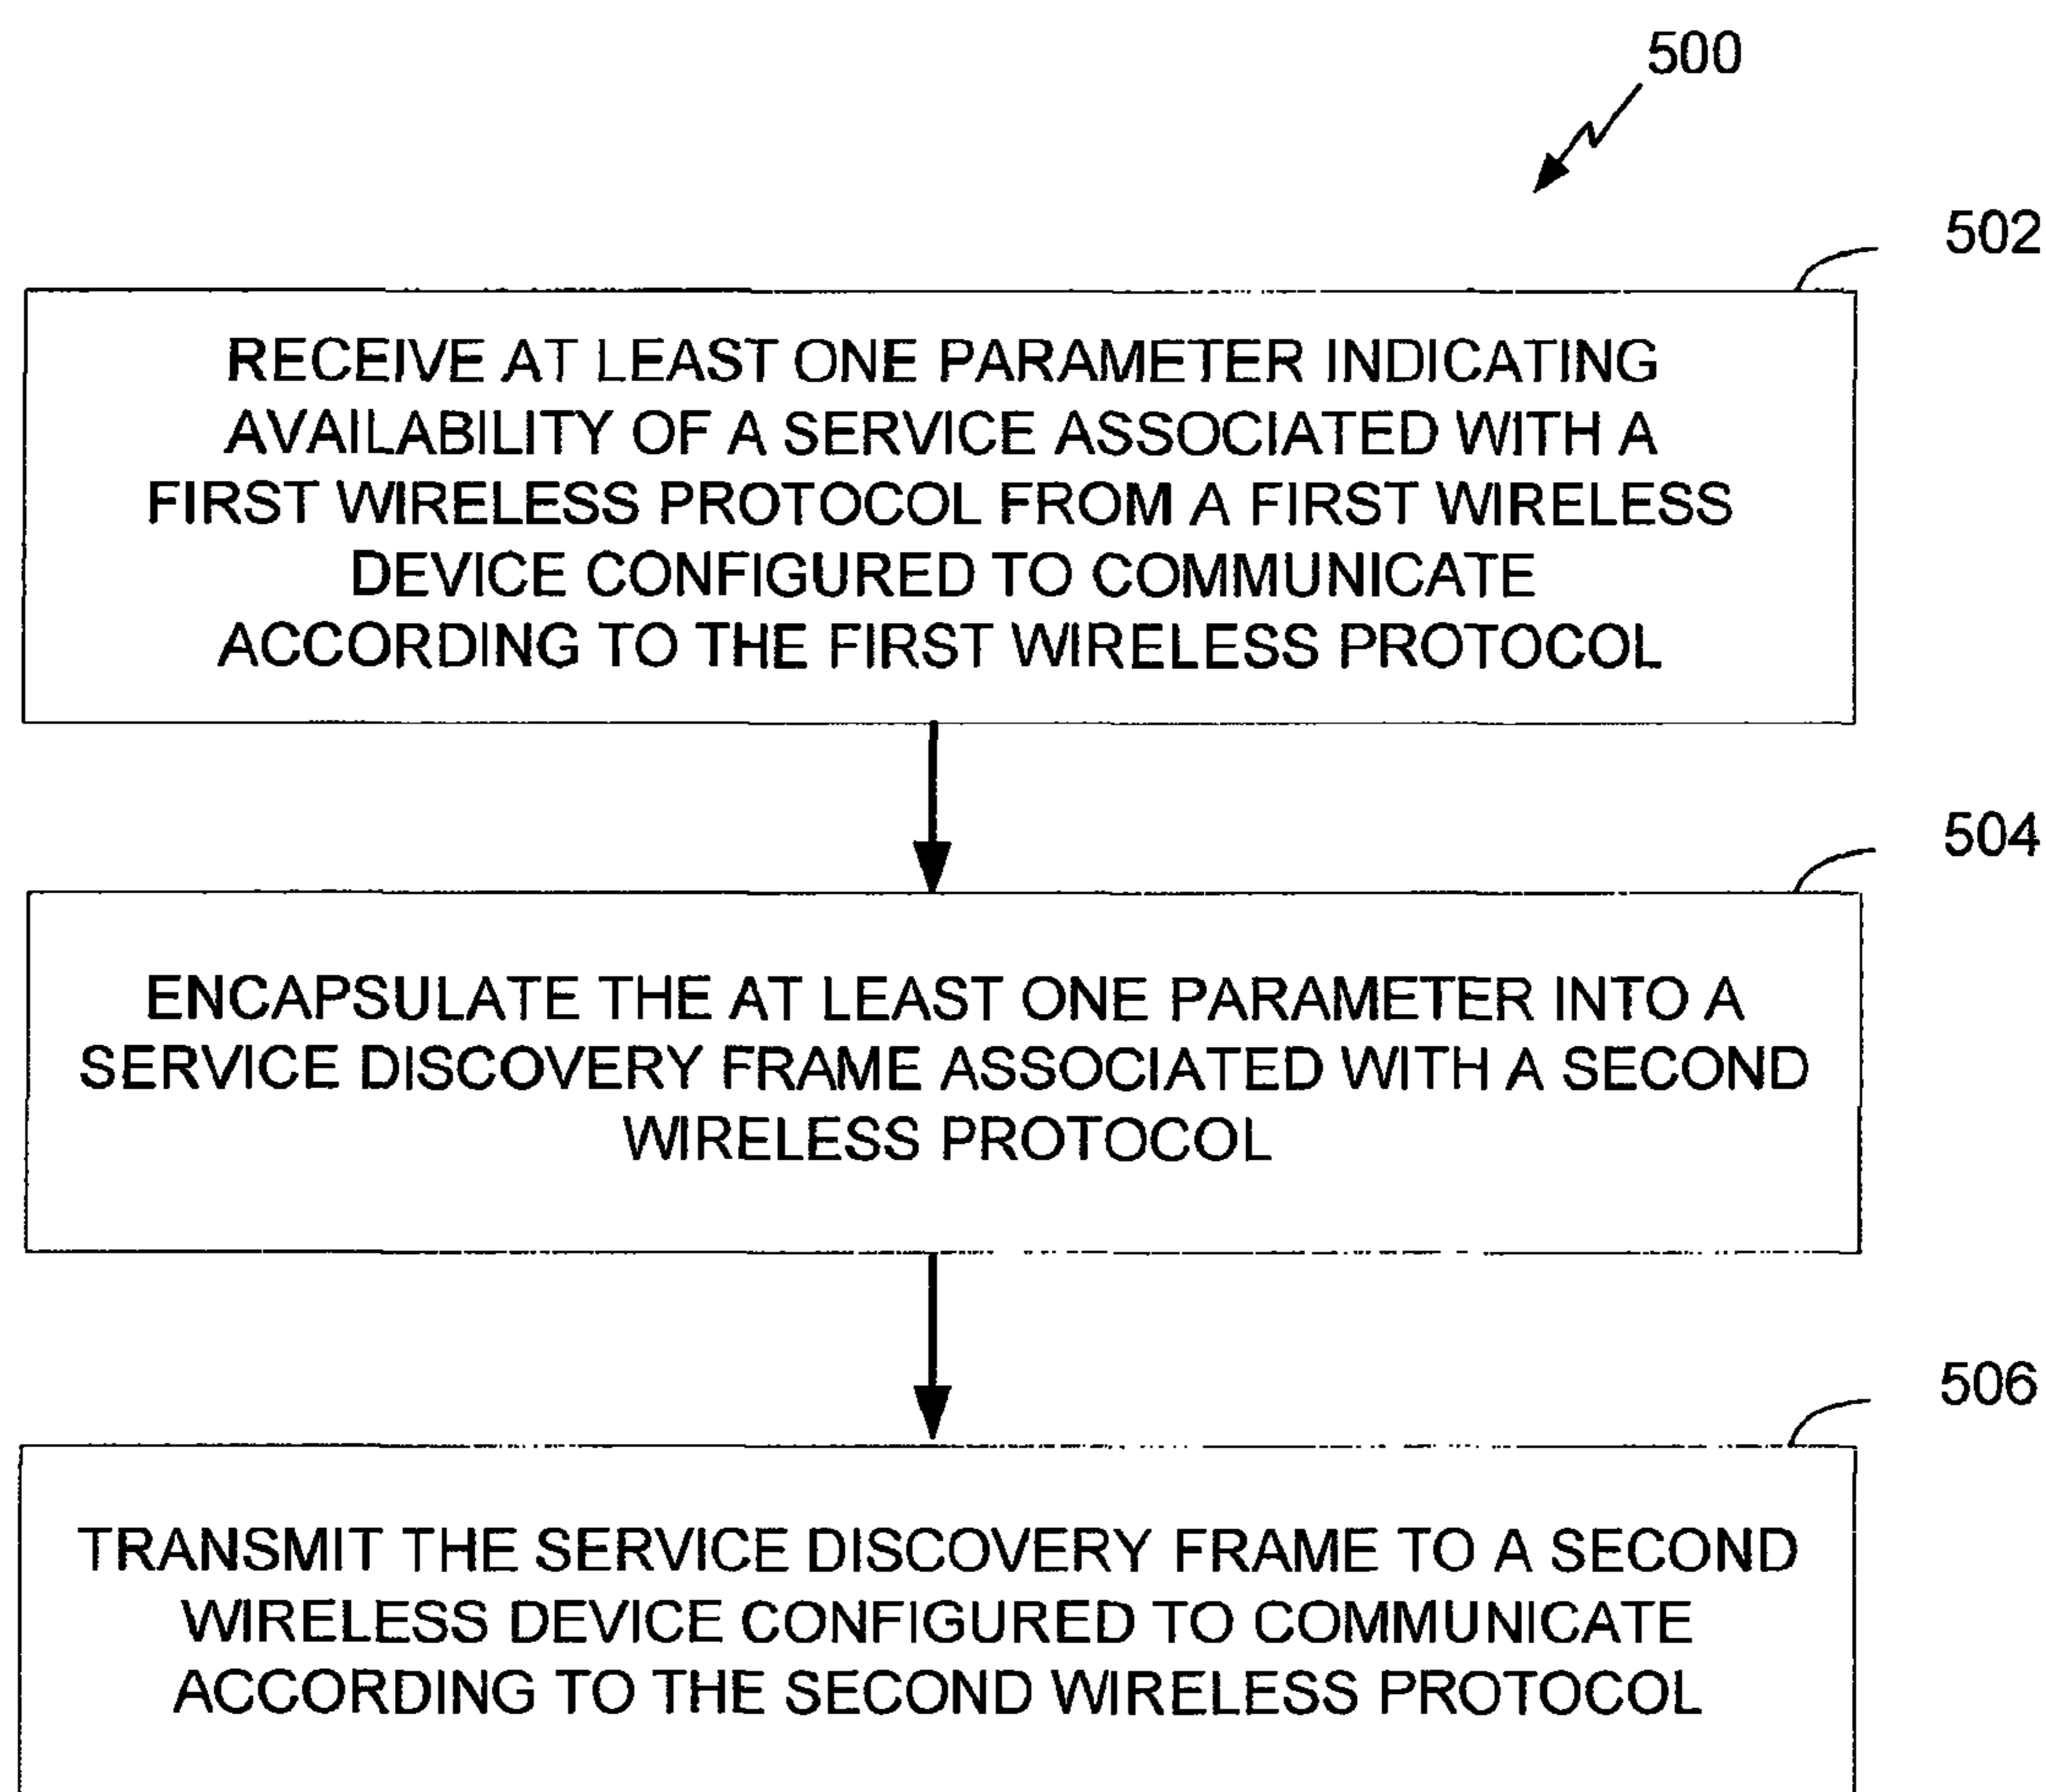 500
502
RECEIVE AT LEAST ONE PARAMETER INDICATING
AVAILABILITY OF A SERVICE ASSOCIATED WITH A
FIRST WIRELESS PROTOCOL FROM A FIRST WIRELESS
DEVICE CONFIGURED TO COMMUNICATE
ACCORDING TO THE FIRST WIRELESS PROTOCOL
504
ENCAPSULATE THE AT LEAST ONE PARAMETER INTO A
SERVICE DISCOVERY FRAME ASSOCIATED WITH A SECOND
WIRELESS PROTOCOL
506
TRANSMIT THE SERVICE DISCOVERY FRAME TO A SECOND
WIRELESS DEVICE CONFIGURED TO COMMUNICATE
ACCORDING TO THE SECOND WIRELESS PROTOCOL